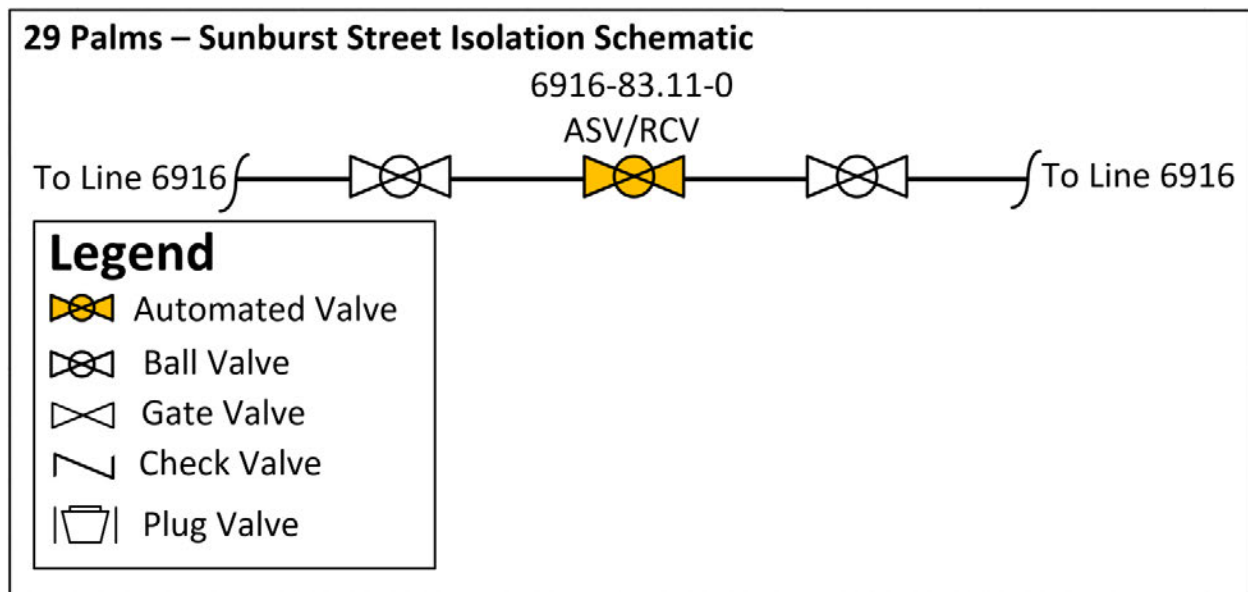 29 Palms – Sunburst Street Isolation Schematic
6916-83.11-0
ASV/RCV
To Line 6916
To Line 6916
Legend
Automated Valve
Ball Valve
Gate Valve
Check Valve
Plug Valve